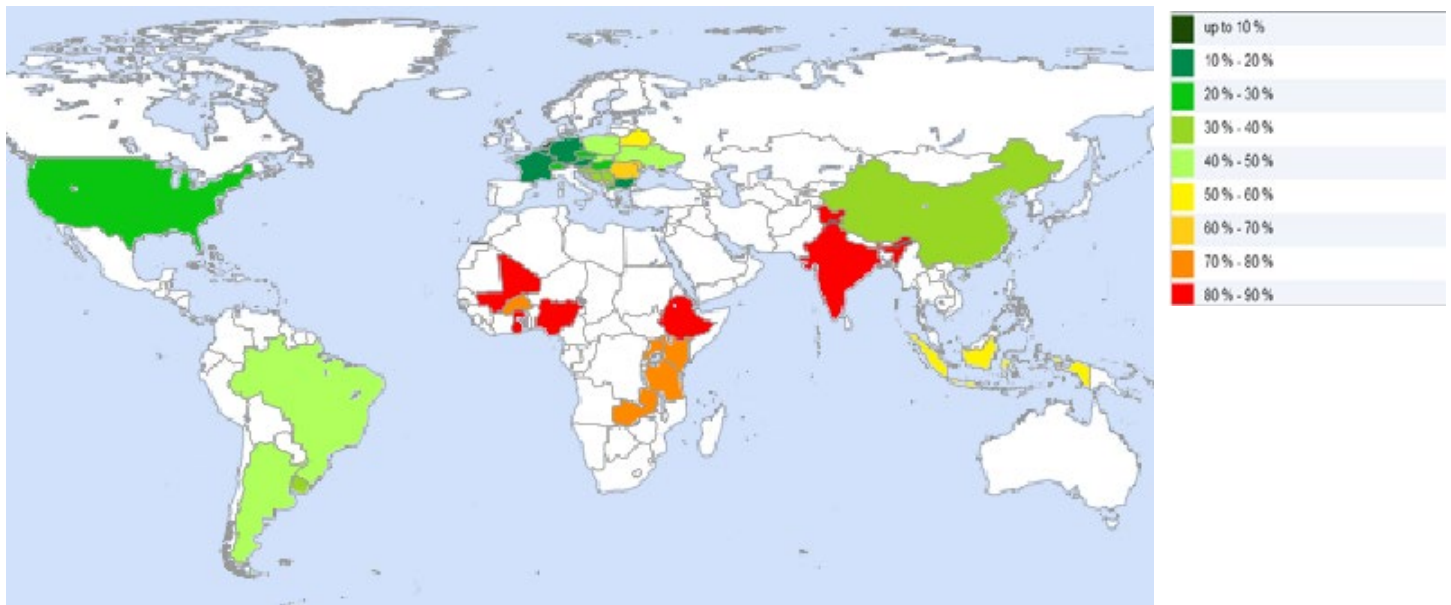 up to 10 %
10 % - 20 %
20 % - 30 %
30 % - 40 %
40 % - 50 %
50 % - 60 %
60 % - 70 %
70 % - 80 %
80 % - 90 %